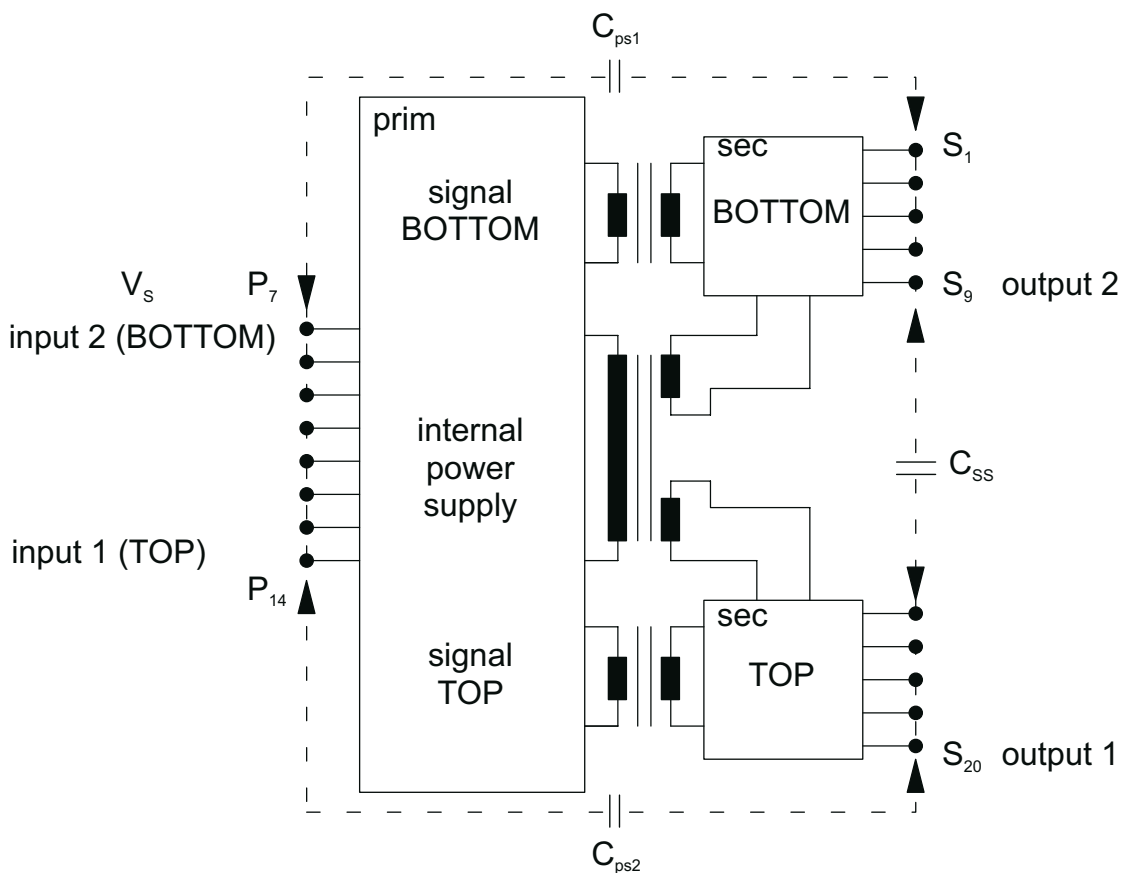 C_ps1
prim
signal
BOTTOM
sec
BOTTOM
S_1
V_S P_7
S_9 output 2
input 2 (BOTTOM)
internal
power
supply
C_SS
input 1 (TOP)
P_14
signal
TOP
sec
TOP
S_20 output 1
C_ps2